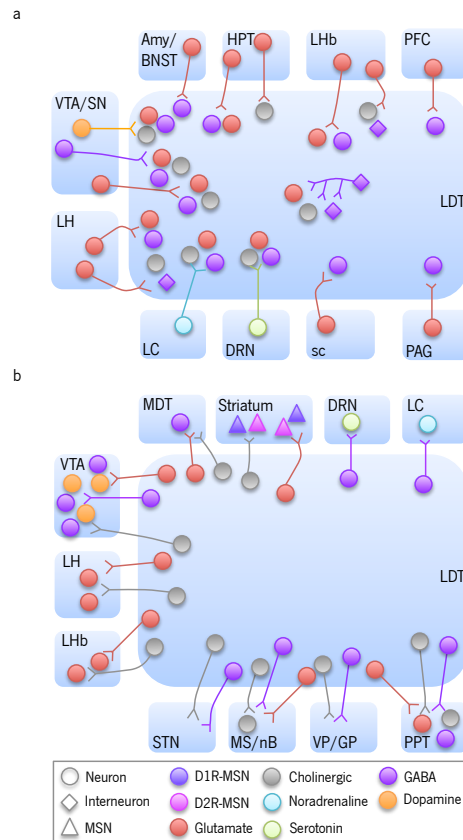 a
Amy/
BNST
HPT
LHb
PFC
VTA/SN
LDT
LH
LC
DRN
sc
PAG
b
MDT
Striatum
DRN
LC
VTA
LDT
LH
LHb
STN
MS/nB
VP/GP
PPT
Neuron
D1R-MSN
Cholinergic
GABA
Interneuron
D2R-MSN
Noradrenaline
Dopamine
MSN
Glutamate
Serotonin